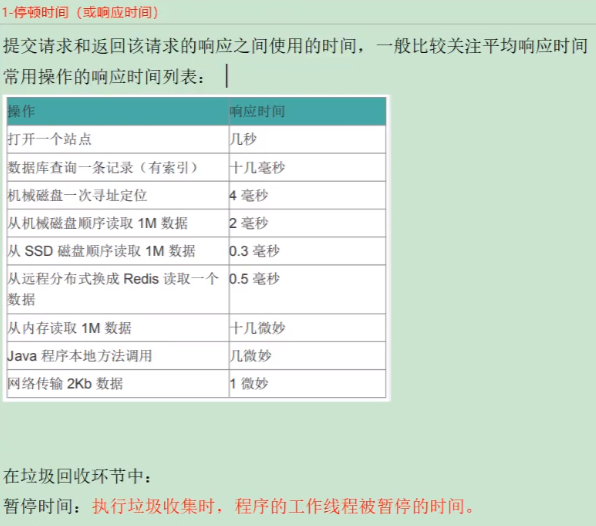 1-停顿时间（或响应时间）
提交请求和返回该请求的响应之间使用的时间，一般比较关注平均响应时间
常用操作的响应时间列表：
操作 响应时间
打开一个站点 几秒
数据库查询一条记录（有索引） 十几毫秒
机械磁盘一次寻址定位 4 毫秒
从机械磁盘顺序读取 1M 数据 2 毫秒
从 SSD 磁盘顺序读取 1M 数据 0.3 毫秒
从远程分布式换成 Redis 读取一个 0.5 毫秒
数据
从内存读取 1M 数据 十几微妙
Java 程序本地方法调用 几微妙
网络传输 2Kb 数据 1 微妙
在垃圾回收环节中：
暂停时间：执行垃圾收集时，程序的工作线程被暂停的时间。